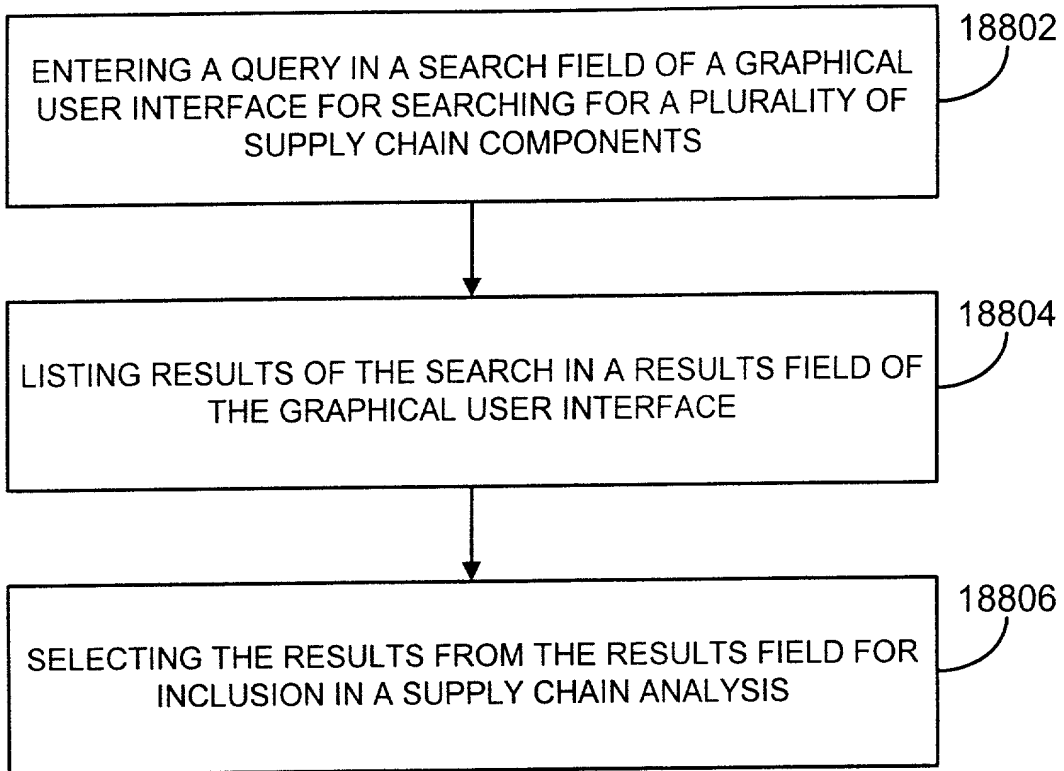 18802
ENTERING A QUERY IN A SEARCH FIELD OF A GRAPHICAL
USER INTERFACE FOR SEARCHING FOR A PLURALITY OF
SUPPLY CHAIN COMPONENTS
18804
LISTING RESULTS OF THE SEARCH IN A RESULTS FIELD OF
THE GRAPHICAL USER INTERFACE
18806
SELECTING THE RESULTS FROM THE RESULTS FIELD FOR
INCLUSION IN A SUPPLY CHAIN ANALYSIS